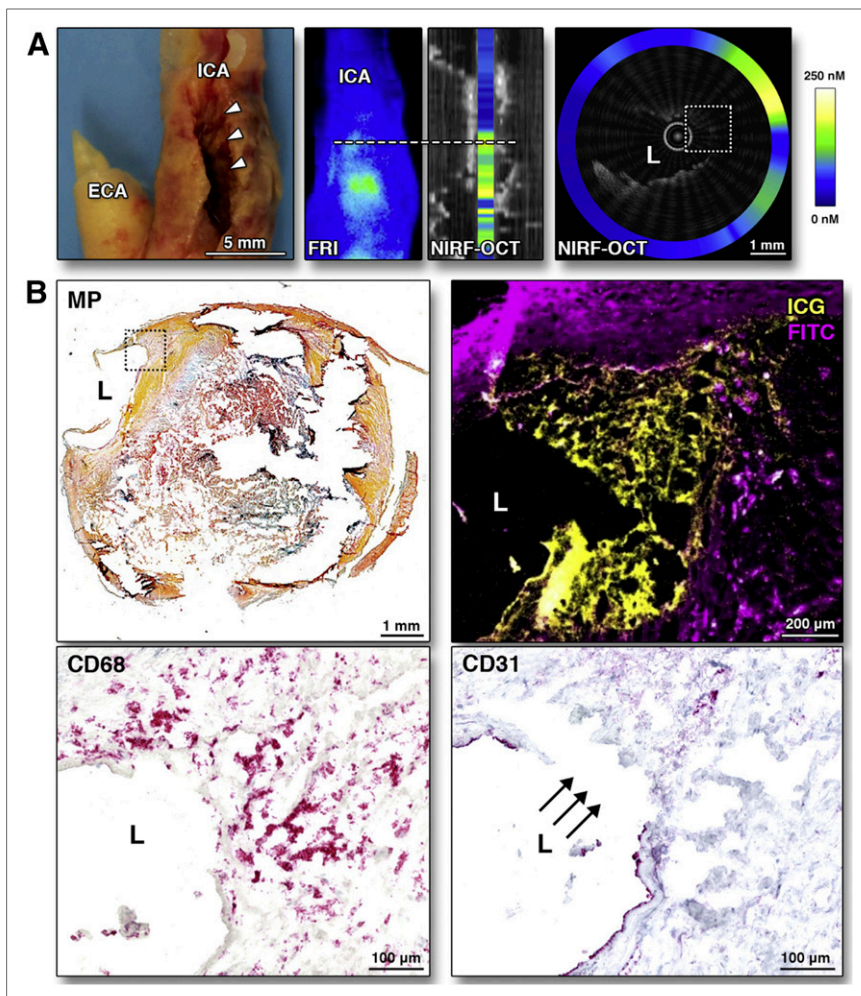 A
ICA
ECA
5 mm
ICA
FRI
NIRF-OCT
L
NIRF-OCT
1 mm
250 nM
0 nM
B
MP
L
1 mm
ICG
FITC
L
200 µm
CD68
L
100 µm
CD31
L
100 µm